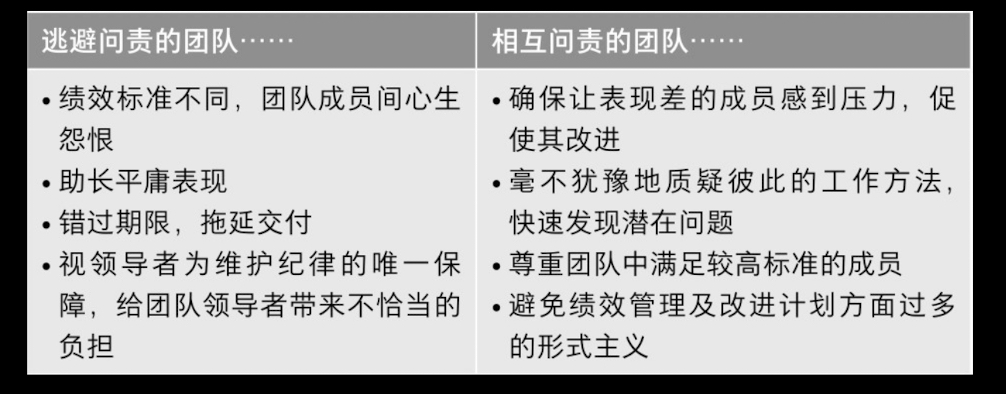 逃避问责的团队……
• 绩效标准不同，团队成员间心生
怨恨
• 助长平庸表现
• 错过期限，拖延交付
• 视领导者为维护纪律的唯一保
障，给团队领导者带来不恰当的
负担
相互问责的团队……
• 确保让表现差的成员感到压力，促
使其改进
• 毫不犹豫地质疑彼此的工作方法，
快速发现潜在问题
• 尊重团队中满足较高标准的成员
• 避免绩效管理及改进计划方面过多
的形式主义